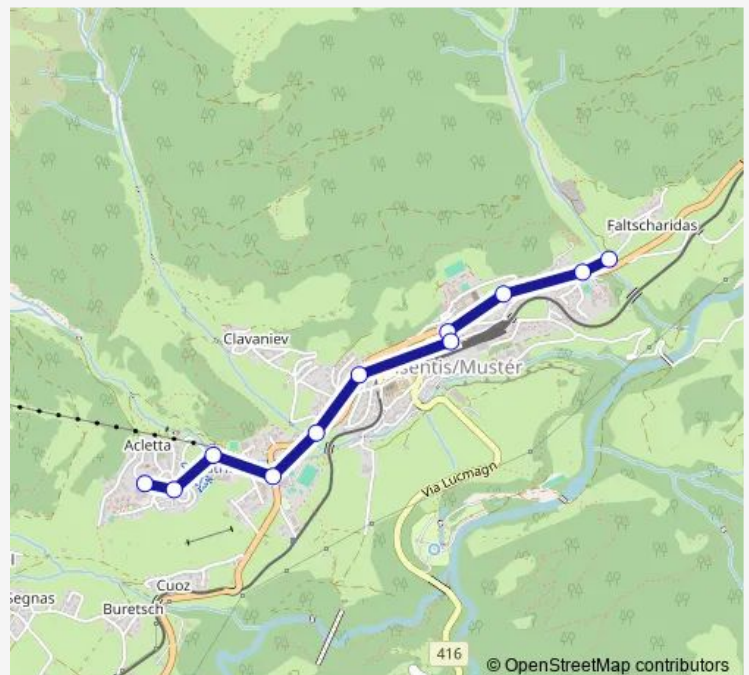 Faltscharidas
Clavaniev
sentis/Mustér
Acletta
Via Lucmagn
Cuoz
Segnas
Buretsch
416
© OpenStreetMap contributors